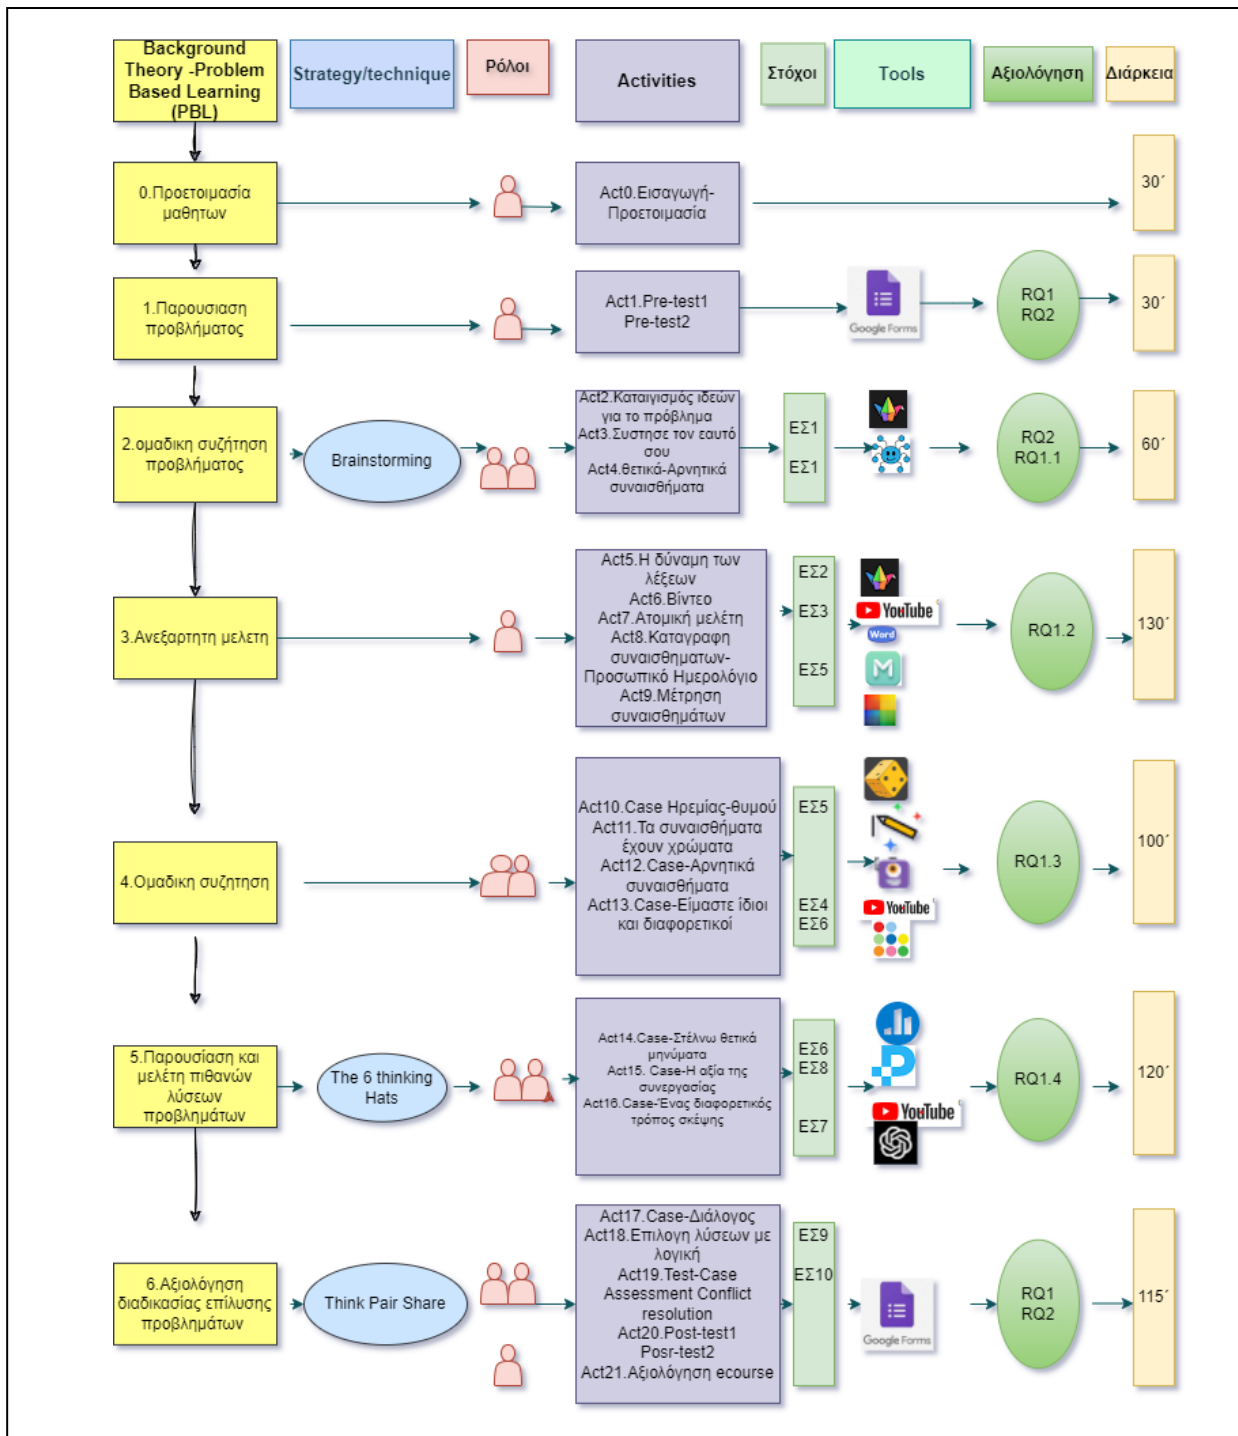 Background
Theory -Problem
Based Learning
(PBL)
Strategy/technique
Ρόλοι
Activities
Στόχοι
Tools
Αξιολόγηση
Διάρκεια
0.Προετοιμασία
μαθητων
Act0.Εισαγωγή-
Προετοιμασία
30΄
1.Παρουσιαση
προβλήματος
Act1.Pre-test1
Pre-test2
Google Forms
RQ1
RQ2
30΄
2.ομαδικη συζήτηση
προβλήματος
Brainstorming
Act2.Καταιγισμός ιδεών
για το πρόβλημα
Act3.Συστησε τον εαυτό
σου
Act4.θετικά-Αρνητικά
συναισθήματα
ΕΣ1
ΕΣ1
RQ2
RQ1.1
60΄
3.Ανεξαρτητη μελετη
Act5.Η δύναμη των
λέξεων
Act6.Βίντεο
Act7.Ατομική μελέτη
Act8.Καταγραφη
συναισθηματων-
Προσωπικό Ημερολόγιο
Act9.Μέτρηση
συναισθημάτων
ΕΣ2
ΕΣ3
ΕΣ5
YouTube
Word
M
RQ1.2
130΄
4.Ομαδικη συζητηση
Act10.Case Ηρεμίας-θυμού
Act11.Τα συναισθήματα
έχουν χρώματα
Act12.Case-Αρνητικά
συναισθήματα
Act13.Case-Είμαστε ίδιοι
και διαφορετικοί
ΕΣ5
ΕΣ4
ΕΣ6
YouTube
RQ1.3
100΄
5.Παρουσίαση και
μελέτη πιθανών
λύσεων
προβλημάτων
The 6 thinking
Hats
Act14.Case-Στέλνω θετικά
μηνύματα
Act15. Case-Η αξία της
συνεργασίας
Act16.Case-Ένας διαφορετικός
τρόπος σκέψης
ΕΣ6
ΕΣ8
ΕΣ7
YouTube
RQ1.4
120΄
6.Αξιολόγηση
διαδικασίας επίλυσης
προβλημάτων
Think Pair Share
Act17.Case-Διάλογος
Act18.Επιλογη λύσεων με
λογική
Act19.Test-Case
Assessment Conflict
resolution
Act20.Post-test1
Posr-test2
Act21.Αξιολόγηση ecourse
ΕΣ9
ΕΣ10
Google Forms
RQ1
RQ2
115΄